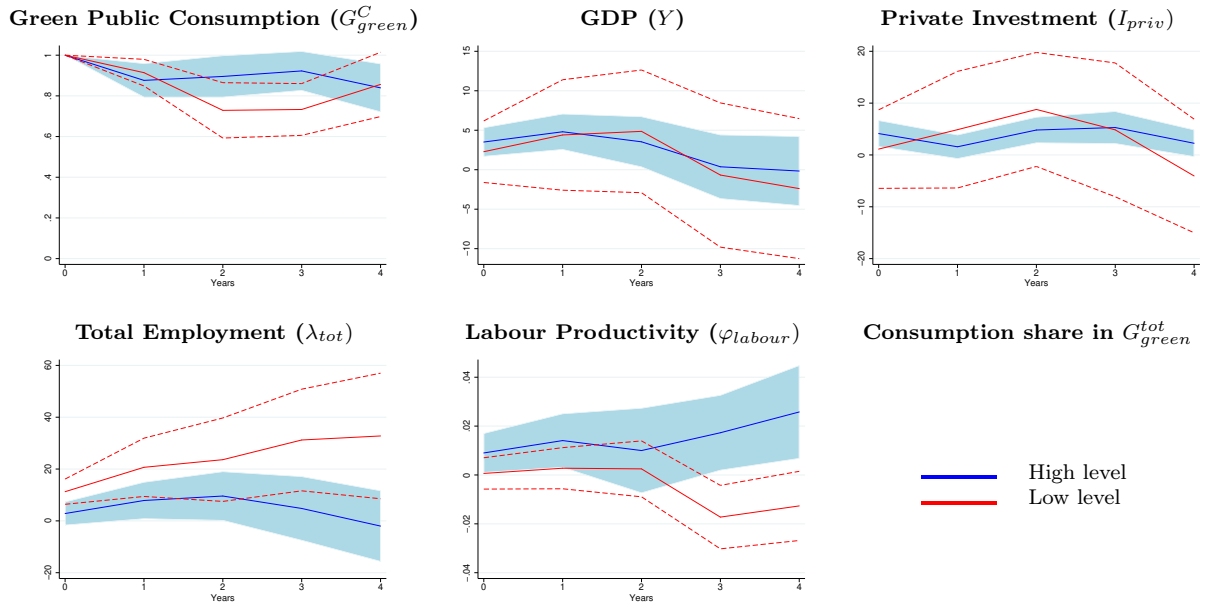 Green Public Consumption (G^C_green)
1
.8
.6
.4
.2
0
0 1 2 3 4
Years
GDP (Y)
15
10
5
0
-5
-10
0 1 2 3 4
Years
Private Investment (I_priv)
20
10
0
-10
-20
0 1 2 3 4
Years
Total Employment (λ_tot)
60
40
20
0
-20
0 1 2 3 4
Years
Labour Productivity (φ_labour)
.04
.02
0
-.02
-.04
0 1 2 3 4
Years
Consumption share in G^tot_green
High level
Low level